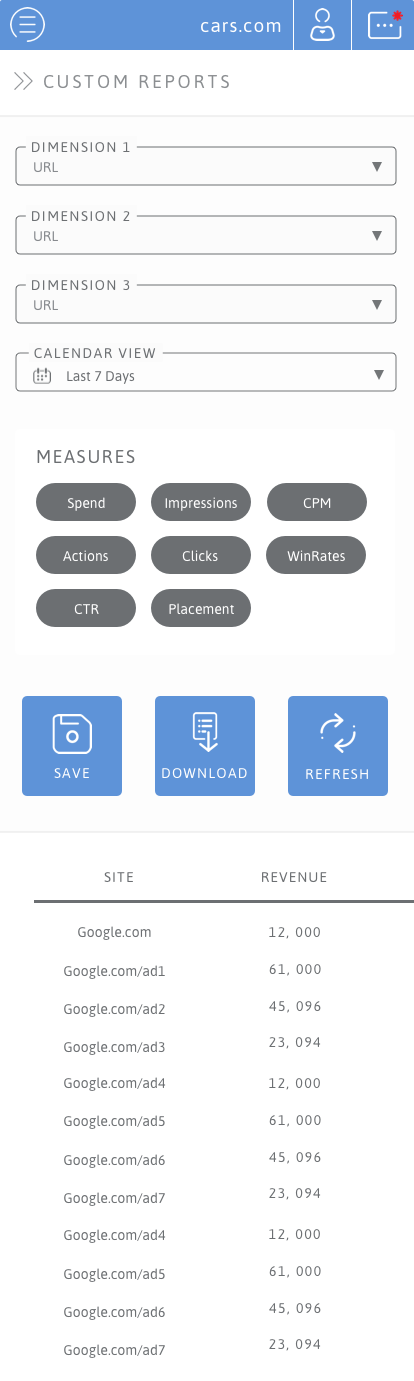 cars.com
CUSTOM REPORTS
DIMENSION 1
URL
DIMENSION 2
URL
DIMENSION 3
URL
CALENDAR VIEW
Last 7 Days
MEASURES
Spend Impressions CPM
Actions Clicks WinRates
CTR Placement
SAVE DOWNLOAD REFRESH
SITE REVENUE
Google.com 12, 000
Google.com/ad1 61, 000
Google.com/ad2 45, 096
Google.com/ad3 23, 094
Google.com/ad4 12, 000
Google.com/ad5 61, 000
Google.com/ad6 45, 096
Google.com/ad7 23, 094
Google.com/ad4 12, 000
Google.com/ad5 61, 000
Google.com/ad6 45, 096
Google.com/ad7 23, 094